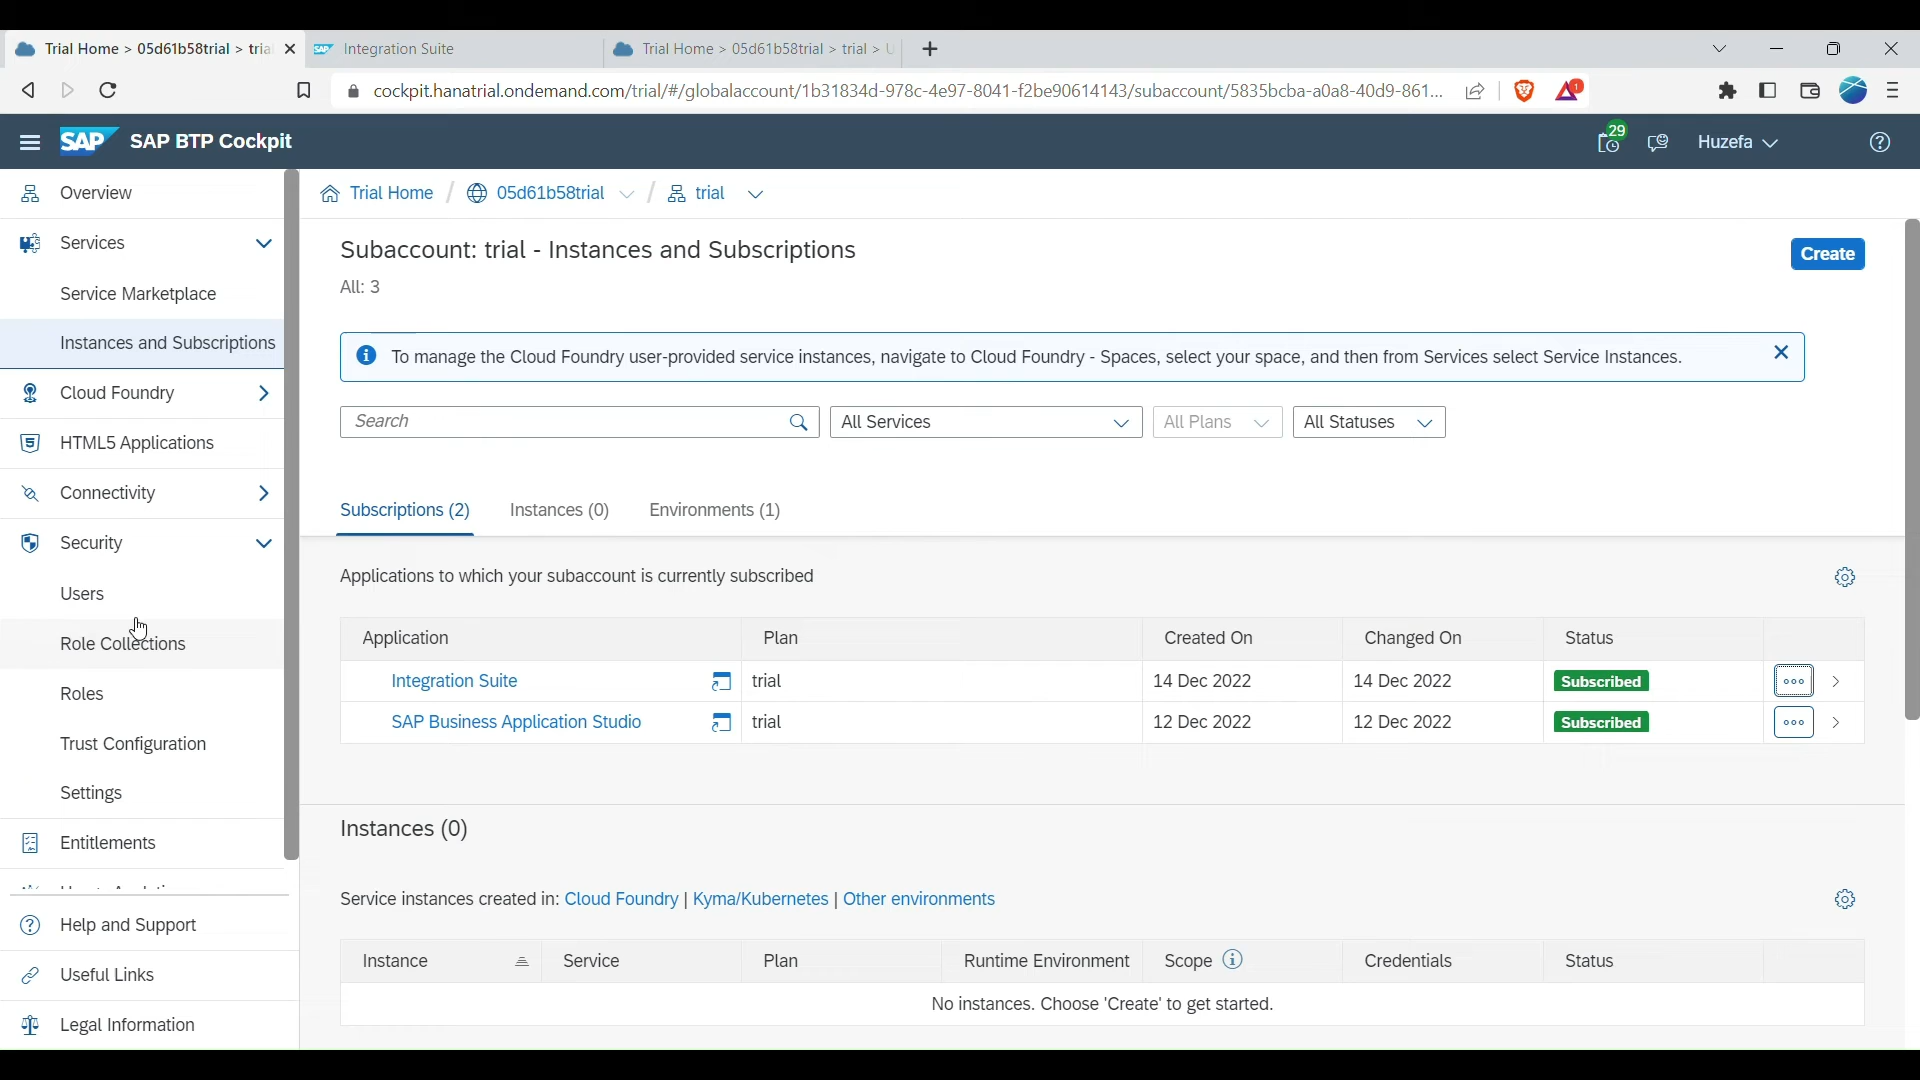 Trial Home > 05d61b58trial > tria
Integration Suite
Trial Home > 05d61b58trial > trial > U
cockpit.hanatrial.ondemand.com/trial/#/globalaccount/1b31834d-978c-4e97-8041-f2be90614143/subaccount/5835bcba-a0a8-40d9-861...
1
SAP SAP BTP Cockpit
29
Huzefa
Overview
Services
Service Marketplace
Instances and Subscriptions
Cloud Foundry
HTML5 Applications
Connectivity
Security
Users
Role Collections
Roles
Trust Configuration
Settings
Entitlements
Help and Support
Useful Links
Legal Information
Trial Home / 05d61b58trial / trial
Subaccount: trial - Instances and Subscriptions
Create
All: 3
To manage the Cloud Foundry user-provided service instances, navigate to Cloud Foundry - Spaces, select your space, and then from Services select Service Instances.
Search
All Services
All Plans
All Statuses
Subscriptions (2) Instances (0) Environments (1)
Applications to which your subaccount is currently subscribed
Application Plan Created On Changed On Status
Integration Suite trial 14 Dec 2022 14 Dec 2022 Subscribed
SAP Business Application Studio trial 12 Dec 2022 12 Dec 2022 Subscribed
Instances (0)
Service instances created in: Cloud Foundry | Kyma/Kubernetes | Other environments
Instance Service Plan Runtime Environment Scope Credentials Status
No instances. Choose 'Create' to get started.